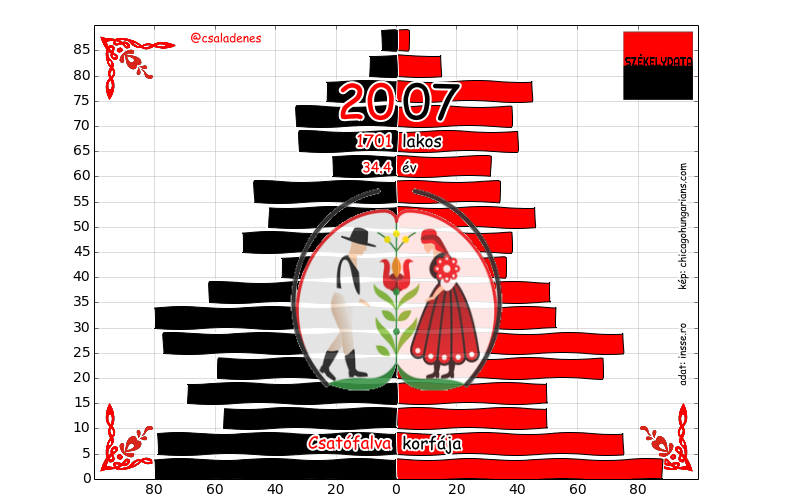 @csaladenes
SZÉKELYDATA
2007
1701 lakos
34.4 év
kép: chicagohungarians.com
adat: insse.ro
Csatófalva korfája
85
80
75
70
65
60
55
50
45
40
35
30
25
20
15
10
5
0
80 60 40 20 0 20 40 60 80